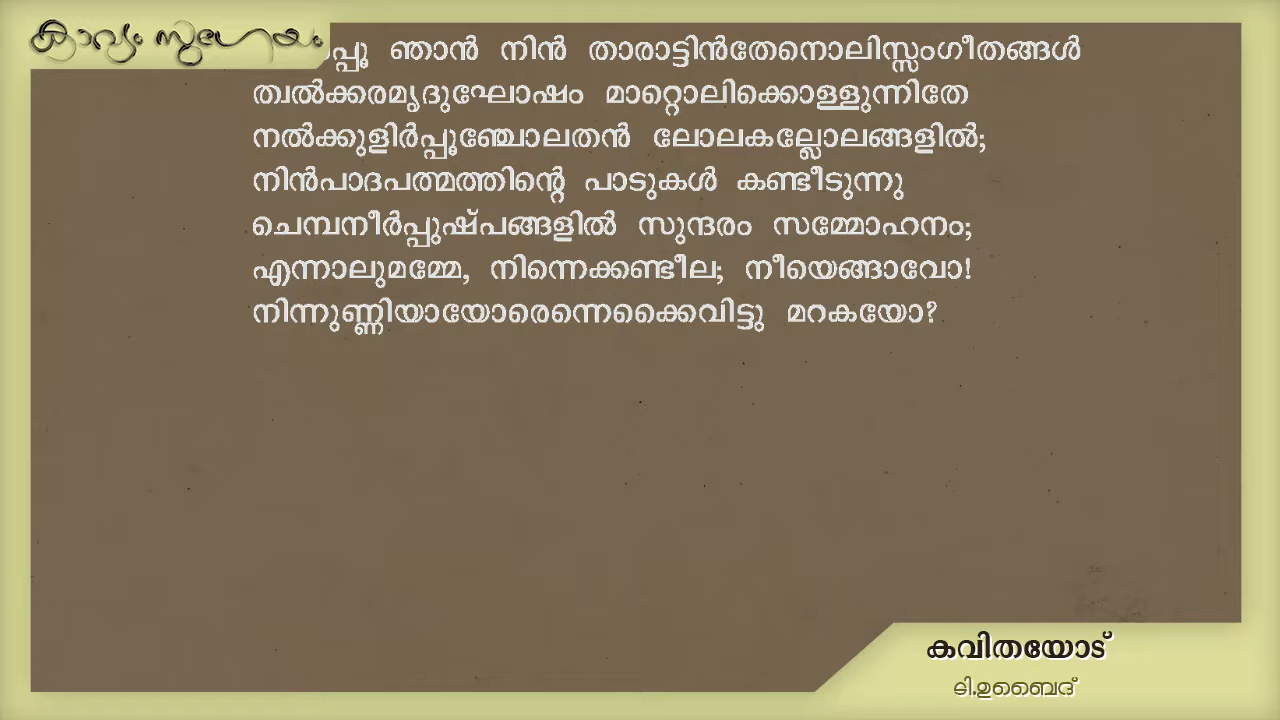 കാവ്യം സുഗേയം
ഞാൻ നിൻ താരാട്ടിൻതേനൊലിസ്സംഗീതങ്ങൾ
ത്വൽക്കരമൃദുഘോഷം മാറ്റൊലിക്കൊള്ളുന്നിതേ
നൽക്കുളിർപ്പൂഞ്ചോലതൻ ലോലകല്ലോലങ്ങളിൽ;
നിൻപാദപത്മത്തിന്റെ പാടുകൾ കണ്ടീടുന്നു
ചെമ്പനീർപ്പുഷ്പങ്ങളിൽ സുന്ദരം സമ്മോഹനം;
എന്നാലുമമ്മേ, നിന്നെക്കണ്ടീല; നീയെങ്ങാവോ!
നിന്നുണ്ണിയായോരെന്നെക്കൈവിട്ടു മറകയോ?
കവിതയോട്
ടി.ഉബൈദ്